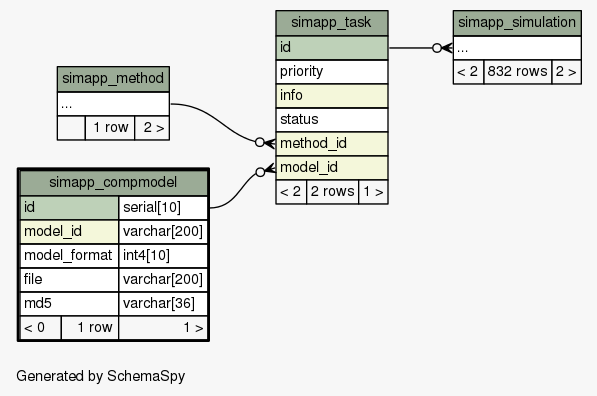 simapp_task
id
priority
info
status
method_id
model_id
< 2 2 rows 1 >
simapp_simulation
...
< 2 832 rows 2 >
simapp_method
...
1 row 2 >
simapp_compmodel
id serial[10]
model_id varchar[200]
model_format int4[10]
file varchar[200]
md5 varchar[36]
< 0 1 row 1 >
Generated by SchemaSpy